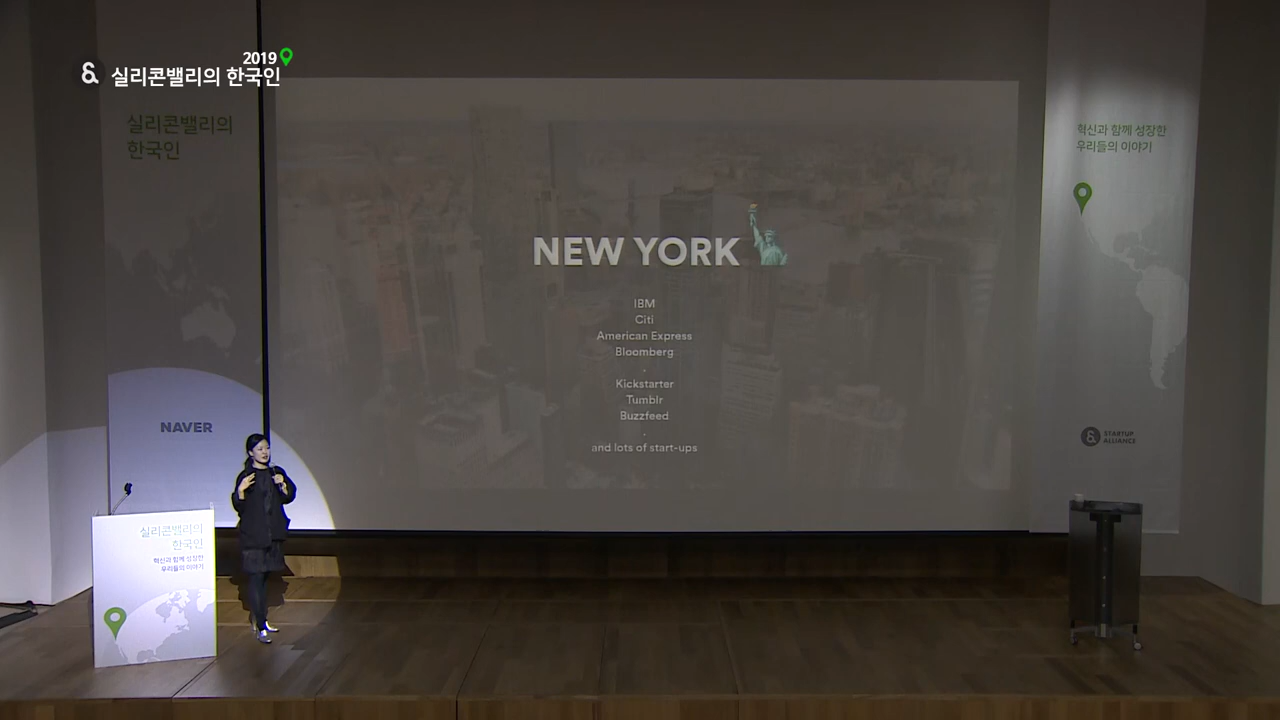 2019
& 실리콘밸리의 한국인
실리콘밸리의
한국인
NAVER
실리콘밸리의
한국인
혁신과 함께 성장한
우리들의 이야기
NEW YORK
IBM
Citi
American Express
Bloomberg
.
Kickstarter
Tumblr
Buzzfeed
.
and lots of start-ups
혁신과 함께 성장한
우리들의 이야기
& STARTUP
ALLIANCE